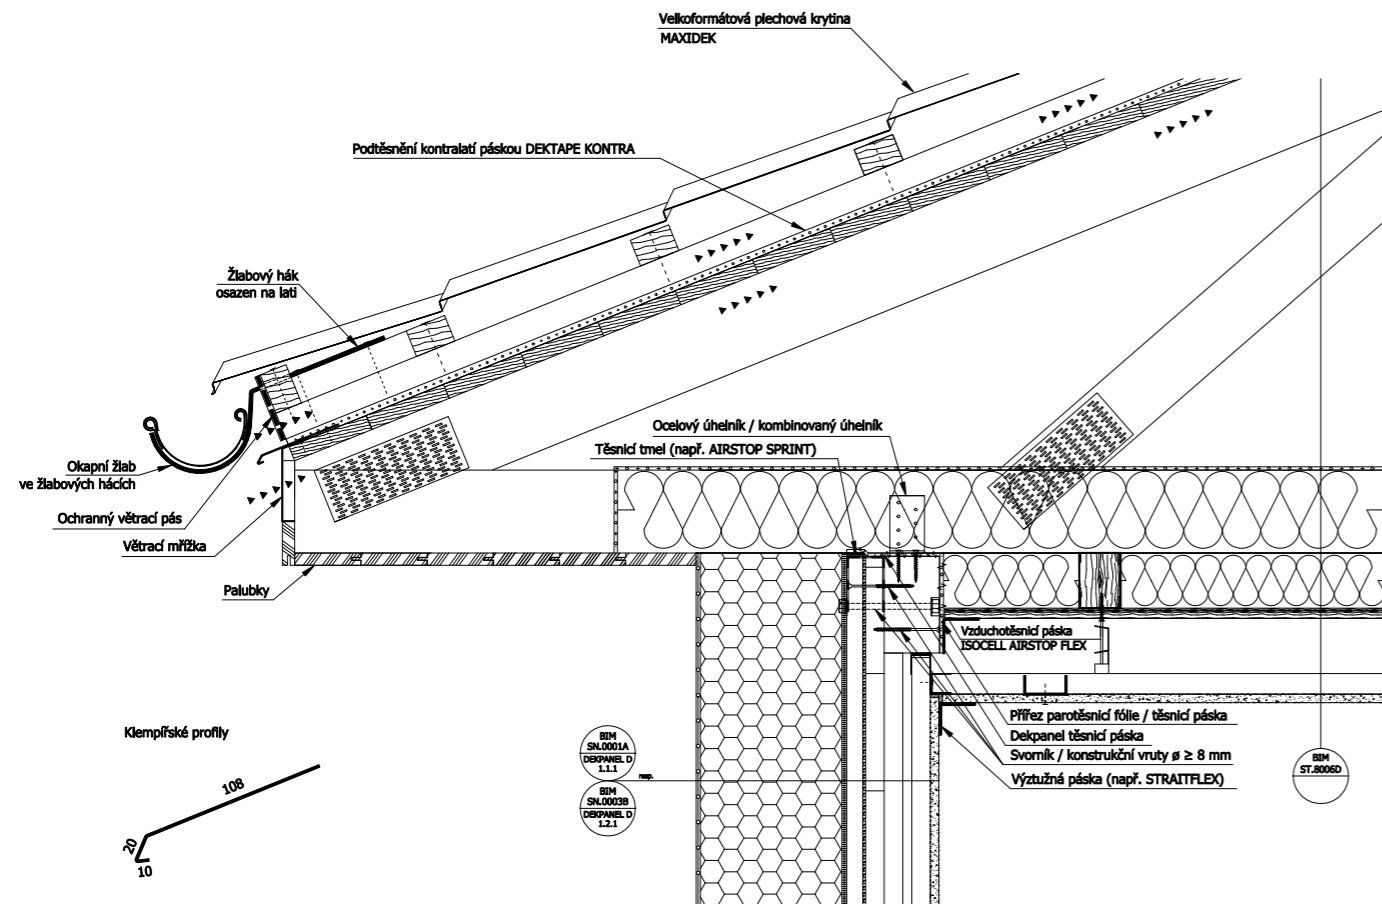 Velkoformátová plechová krytina
MAXIDEK
Podtěsnění kontralatí páskou DEKTAPE KONTRA
Žlabový hák
osazen na lati
Ocelový úhelník / kombinovaný úhelník
Těsnicí tmel (např. AIRSTOP SPRINT)
Okapní žlab
ve žlabových hácích
Ochranný větrací pás
Větrací mřížka
Palubky
Vzduchotěsnicí páska
ISOCELL AIRSTOP FLEX
Přířez parotěsnicí fólie / těsnicí páska
Dekpanel těsnicí páska
Svorník / konstrukční vruty ø ≥ 8 mm
Výztužná páska (např. STRAITFLEX)
Klempířské profily
108
20
10
BIM
SN.0001A
DEKPANEL D
1.1.1
resp.
BIM
SN.0003B
DEKPANEL D
1.2.1
BIM
ST.8006D